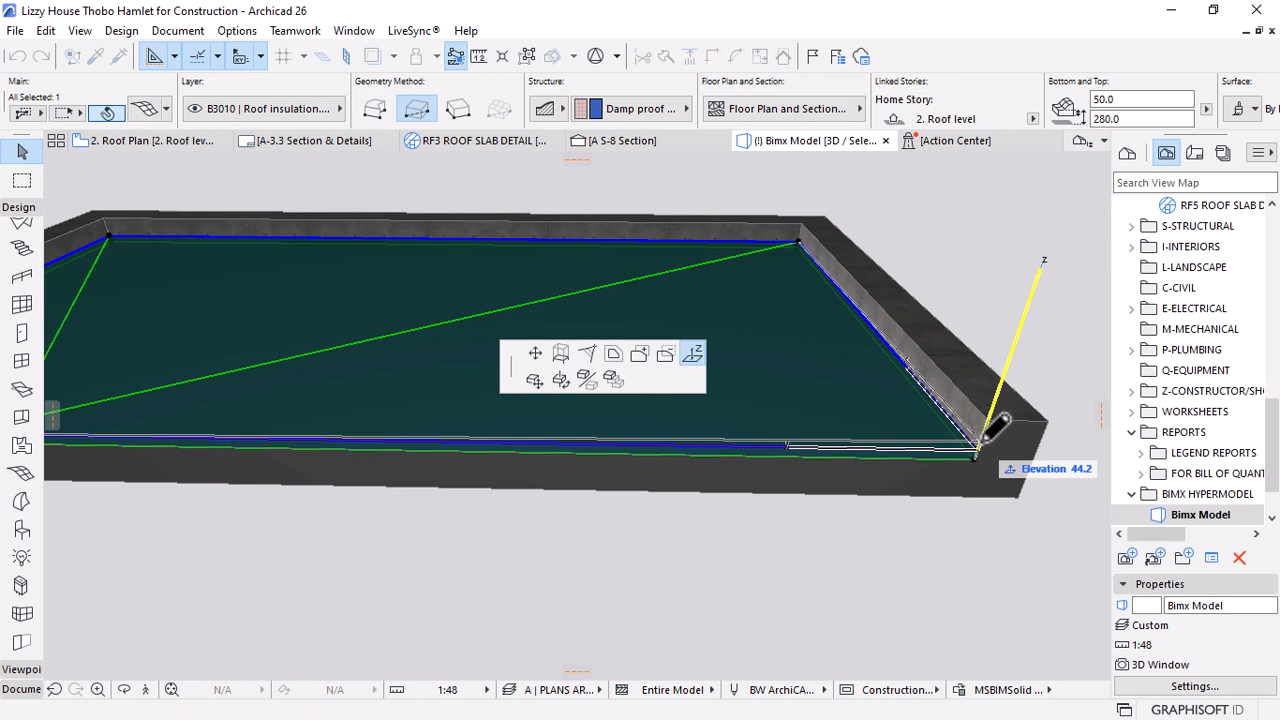 Lizzy House Thobo Hamlet for Construction - Archicad 26
File Edit View Design Document Options Teamwork Window LiveSync® Help
Main: Layer: Geometry Method: Structure: Floor Plan and Section: Linked Stories: Bottom and Top: Surface:
All Selected: 1
B3010 | Roof insulation... Damp proof ... Floor Plan and Section... Home Story: 50.0 By l
2. Roof level 280.0
2. Roof Plan [2. Roof lev... [A-3.3 Section & Details] RF3 ROOF SLAB DETAIL [... [A S-8 Section] (!) Bimx Model [3D / Sele... [Action Center]
Search View Map
Design
RF5 ROOF SLAB D
S-STRUCTURAL
I-INTERIORS
L-LANDSCAPE
C-CIVIL
E-ELECTRICAL
M-MECHANICAL
P-PLUMBING
Q-EQUIPMENT
Z-CONSTRUCTOR/SH
WORKSHEETS
REPORTS
LEGEND REPORTS
FOR BILL OF QUANT
BIMX HYPERMODEL
Bimx Model
z
Z
Elevation 44.2
Properties
Bimx Model
Custom
1:48
3D Window
Settings...
Viewpoi
Docume
N/A N/A 1:48 A | PLANS AR... Entire Model BW ArchiCA... Construction... MSBIMSolid ...
GRAPHISOFT ID